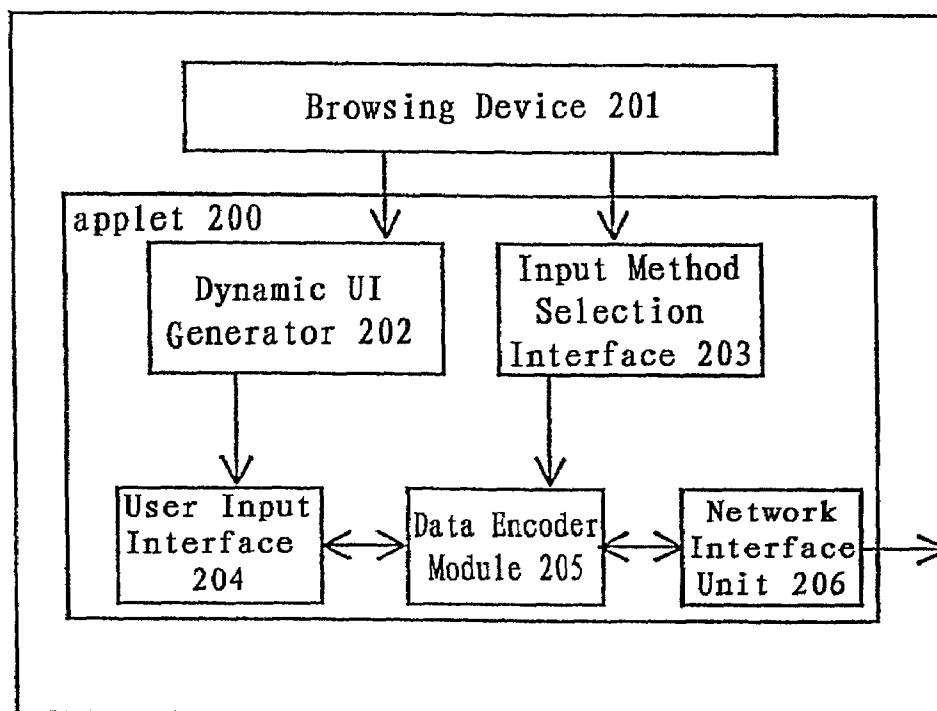 Browsing Device 201
applet 200
Dynamic UI
Generator 202
Input Method
Selection
Interface 203
User Input
Interface
204
Data Encoder
Module 205
Network
Interface
Unit 206